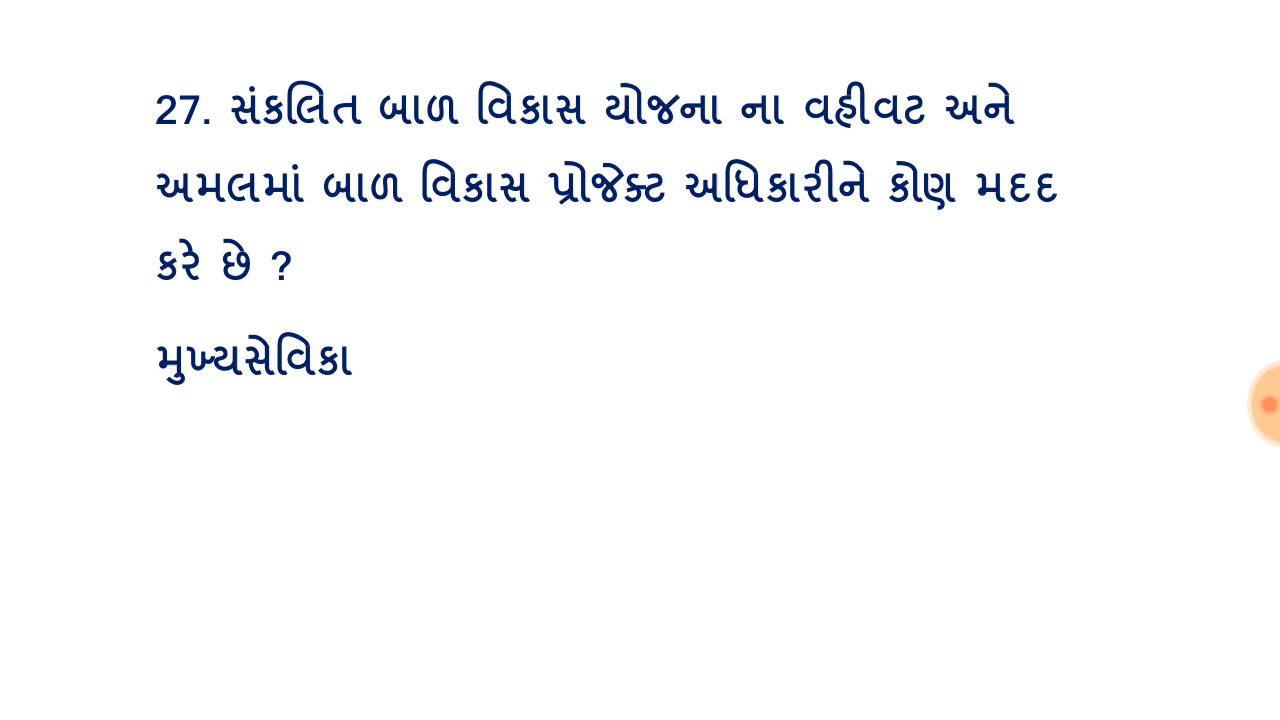 27. સંકલિત બાળ વિકાસ યોજના ના વહીવટ અને
અમલમાં બાળ વિકાસ પ્રોજેક્ટ અધિકારીને કોણ મદદ
કરે છે ?
મુખ્યસેવિકા